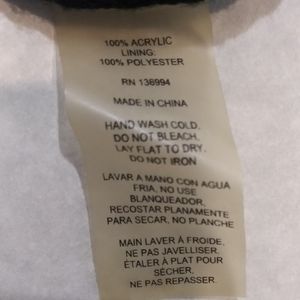 100% ACRYLIC
LINING:
100% POLYESTER
RN 136994
MADE IN CHINA
HAND WASH COLD,
DO NOT BLEACH,
LAY FLAT TO DRY,
DO NOT IRON
LAVAR A MANO CON AGUA
FRIA, NO USE
BLANQUEADOR,
RECOSTAR PLANAMENTE
PARA SECAR, NO PLANCHE
MAIN LAVER À FROIDE,
NE PAS JAVELLISER,
ÉTALER À PLAT POUR
SÉCHER,
NE PAS REPASSER